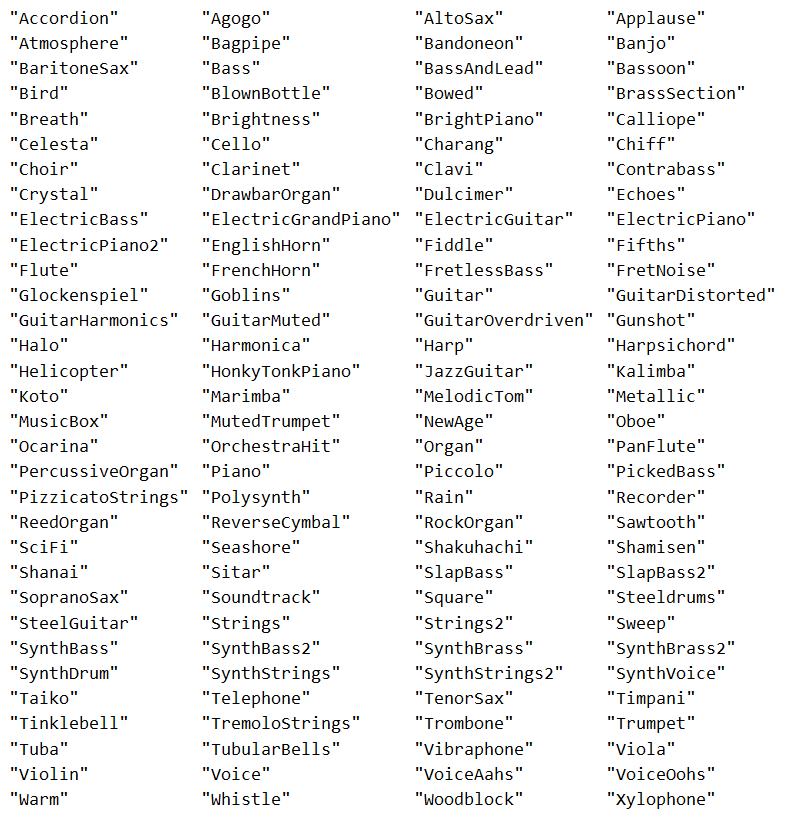 "Accordion" "Agogo" "AltoSax" "Applause"
"Atmosphere" "Bagpipe" "Bandoneon" "Banjo"
"BaritoneSax" "Bass" "BassAndLead" "Bassoon"
"Bird" "BlownBottle" "Bowed" "BrassSection"
"Breath" "Brightness" "BrightPiano" "Calliope"
"Celesta" "Cello" "Charang" "Chiff"
"Choir" "Clarinet" "Clavi" "Contrabass"
"Crystal" "DrawbarOrgan" "Dulcimer" "Echoes"
"ElectricBass" "ElectricGrandPiano" "ElectricGuitar" "ElectricPiano"
"ElectricPiano2" "EnglishHorn" "Fiddle" "Fifths"
"Flute" "FrenchHorn" "FretlessBass" "FretNoise"
"Glockenspiel" "Goblins" "Guitar" "GuitarDistorted"
"GuitarHarmonics" "GuitarMuted" "GuitarOverdriven" "Gunshot"
"Halo" "Harmonica" "Harp" "Harpsichord"
"Helicopter" "HonkyTonkPiano" "JazzGuitar" "Kalimba"
"Koto" "Marimba" "MelodicTom" "Metallic"
"MusicBox" "MutedTrumpet" "NewAge" "Oboe"
"Ocarina" "OrchestraHit" "Organ" "PanFlute"
"PercussiveOrgan" "Piano" "Piccolo" "PickedBass"
"PizzicatoStrings" "Polysynth" "Rain" "Recorder"
"ReedOrgan" "ReverseCymbal" "RockOrgan" "Sawtooth"
"SciFi" "Seashore" "Shakuhachi" "Shamisen"
"Shanai" "Sitar" "SlapBass" "SlapBass2"
"SopranoSax" "Soundtrack" "Square" "Steeldrums"
"SteelGuitar" "Strings" "Strings2" "Sweep"
"SynthBass" "SynthBass2" "SynthBrass" "SynthBrass2"
"SynthDrum" "SynthStrings" "SynthStrings2" "SynthVoice"
"Taiko" "Telephone" "TenorSax" "Timpani"
"Tinklebell" "TremoloStrings" "Trombone" "Trumpet"
"Tuba" "TubularBells" "Vibraphone" "Viola"
"Violin" "Voice" "VoiceAahs" "VoiceOohs"
"Warm" "Whistle" "Woodblock" "Xylophone"